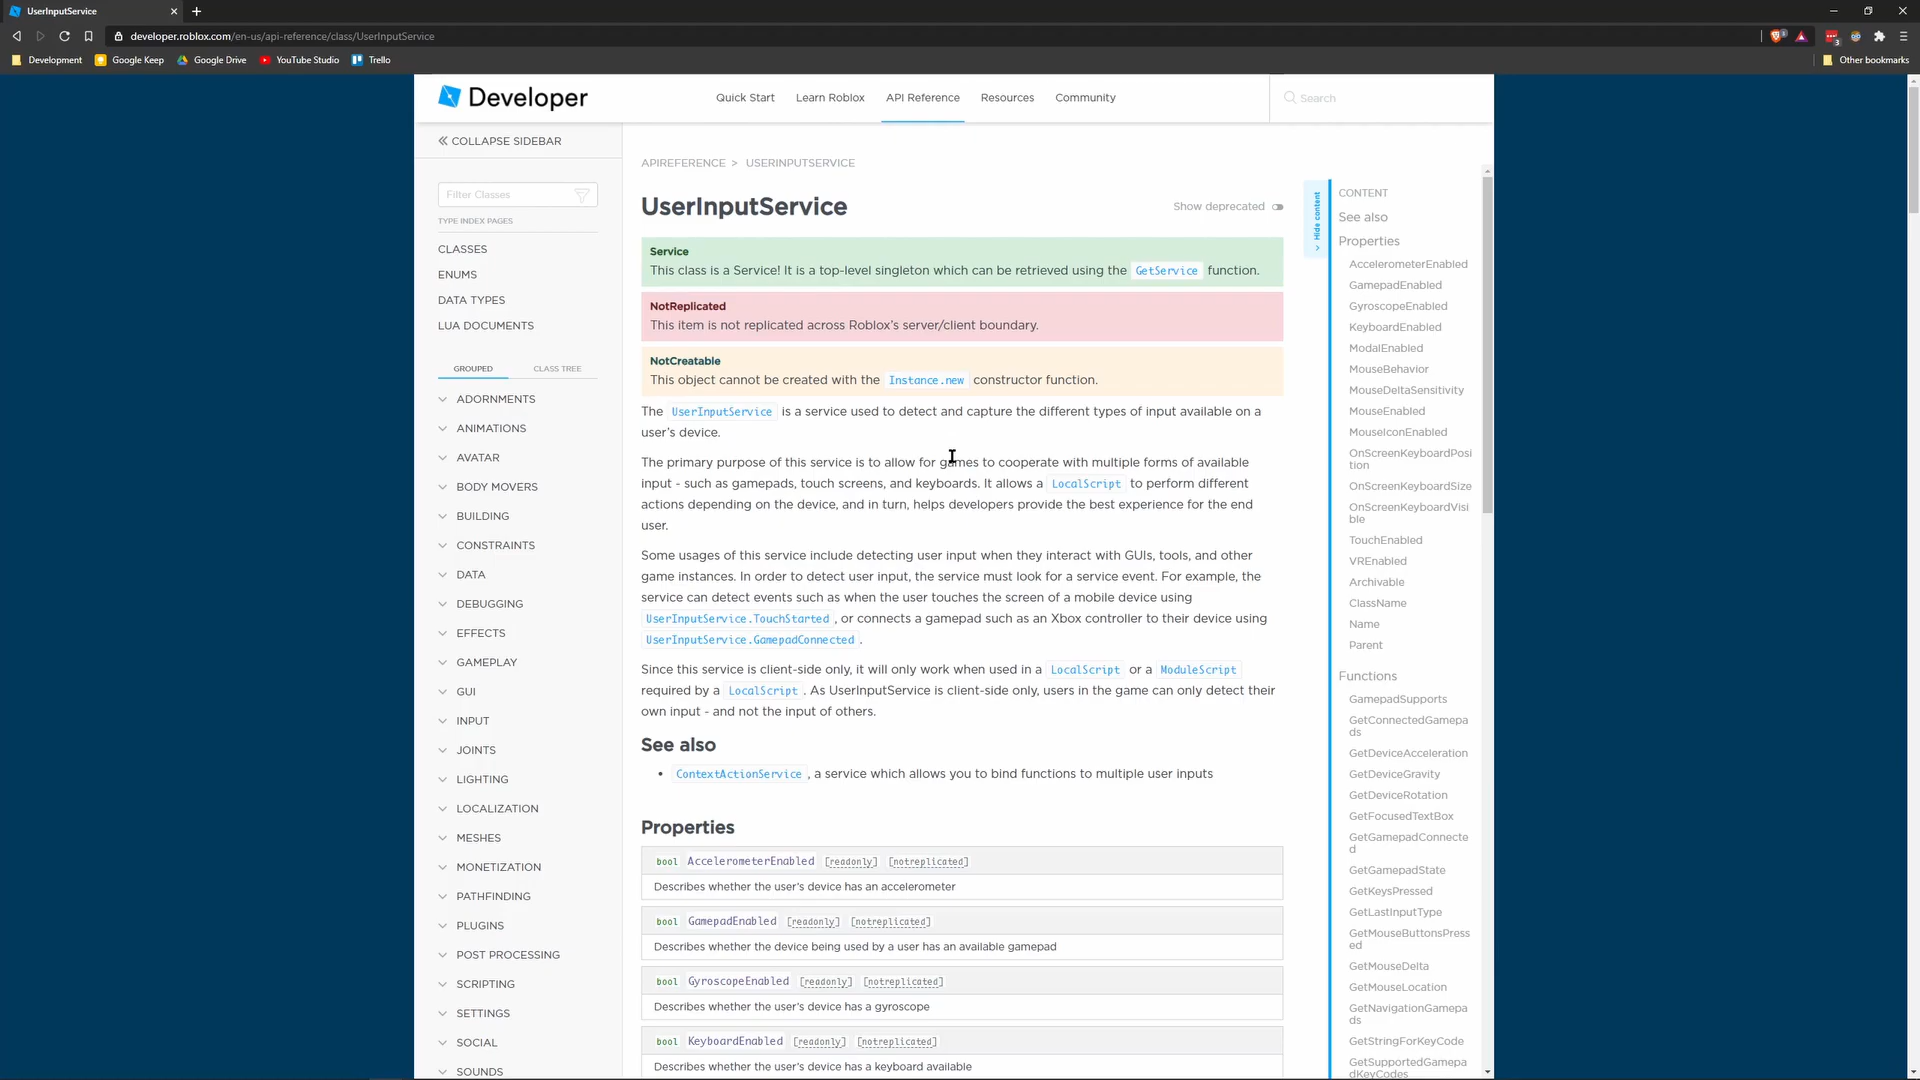 UserInputService
developer.roblox.com/en-us/api-reference/class/UserInputService
Development
Google Keep
Google Drive
YouTube Studio
Trello
Other bookmarks
Developer
Quick Start
Learn Roblox
API Reference
Resources
Community
Search
COLLAPSE SIDEBAR
Filter Classes
TYPE INDEX PAGES
CLASSES
ENUMS
DATA TYPES
LUA DOCUMENTS
GROUPED
CLASS TREE
ADORNMENTS
ANIMATIONS
AVATAR
BODY MOVERS
BUILDING
CONSTRAINTS
DATA
DEBUGGING
EFFECTS
GAMEPLAY
GUI
INPUT
JOINTS
LIGHTING
LOCALIZATION
MESHES
MONETIZATION
PATHFINDING
PLUGINS
POST PROCESSING
SCRIPTING
SETTINGS
SOCIAL
SOUNDS
APIREFERENCE > USERINPUTSERVICE
UserInputService
Show deprecated
Service
This class is a Service! It is a top-level singleton which can be retrieved using the GetService function.
NotReplicated
This item is not replicated across Roblox's server/client boundary.
NotCreatable
This object cannot be created with the Instance.new constructor function.
The UserInputService is a service used to detect and capture the different types of input available on a
user's device.
The primary purpose of this service is to allow for games to cooperate with multiple forms of available
input - such as gamepads, touch screens, and keyboards. It allows a LocalScript to perform different
actions depending on the device, and in turn, helps developers provide the best experience for the end
user.
Some usages of this service include detecting user input when they interact with GUIs, tools, and other
game instances. In order to detect user input, the service must look for a service event. For example, the
service can detect events such as when the user touches the screen of a mobile device using
UserInputService.TouchStarted , or connects a gamepad such as an Xbox controller to their device using
UserInputService.GamepadConnected .
Since this service is client-side only, it will only work when used in a LocalScript or a ModuleScript
required by a LocalScript . As UserInputService is client-side only, users in the game can only detect their
own input - and not the input of others.
See also
• ContextActionService , a service which allows you to bind functions to multiple user inputs
Properties
bool AccelerometerEnabled [readonly] [notreplicated]
Describes whether the user's device has an accelerometer
bool GamepadEnabled [readonly] [notreplicated]
Describes whether the device being used by a user has an available gamepad
bool GyroscopeEnabled [readonly] [notreplicated]
Describes whether the user's device has a gyroscope
bool KeyboardEnabled [readonly] [notreplicated]
Describes whether the user's device has a keyboard available
Hide content
CONTENT
See also
Properties
AccelerometerEnabled
GamepadEnabled
GyroscopeEnabled
KeyboardEnabled
ModalEnabled
MouseBehavior
MouseDeltaSensitivity
MouseEnabled
MouseIconEnabled
OnScreenKeyboardPosi
tion
OnScreenKeyboardSize
OnScreenKeyboardVisi
ble
TouchEnabled
VREnabled
Archivable
ClassName
Name
Parent
Functions
GamepadSupports
GetConnectedGamepa
ds
GetDeviceAcceleration
GetDeviceGravity
GetDeviceRotation
GetFocusedTextBox
GetGamepadConnecte
d
GetGamepadState
GetKeysPressed
GetLastInputType
GetMouseButtonsPress
ed
GetMouseDelta
GetMouseLocation
GetNavigationGamepa
ds
GetStringForKeyCode
GetSupportedGamepa
dKeyCodes